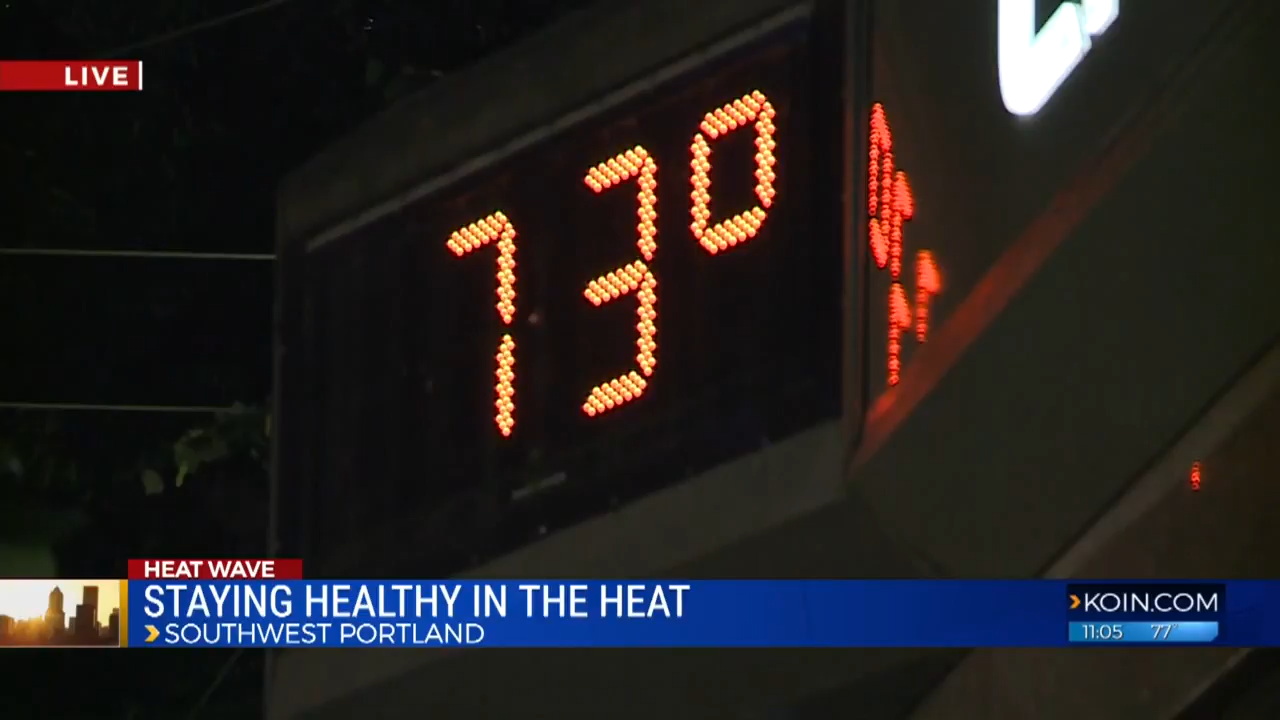 LIVE
73°
HEAT WAVE
STAYING HEALTHY IN THE HEAT
SOUTHWEST PORTLAND
KOIN.COM
11:05 77°